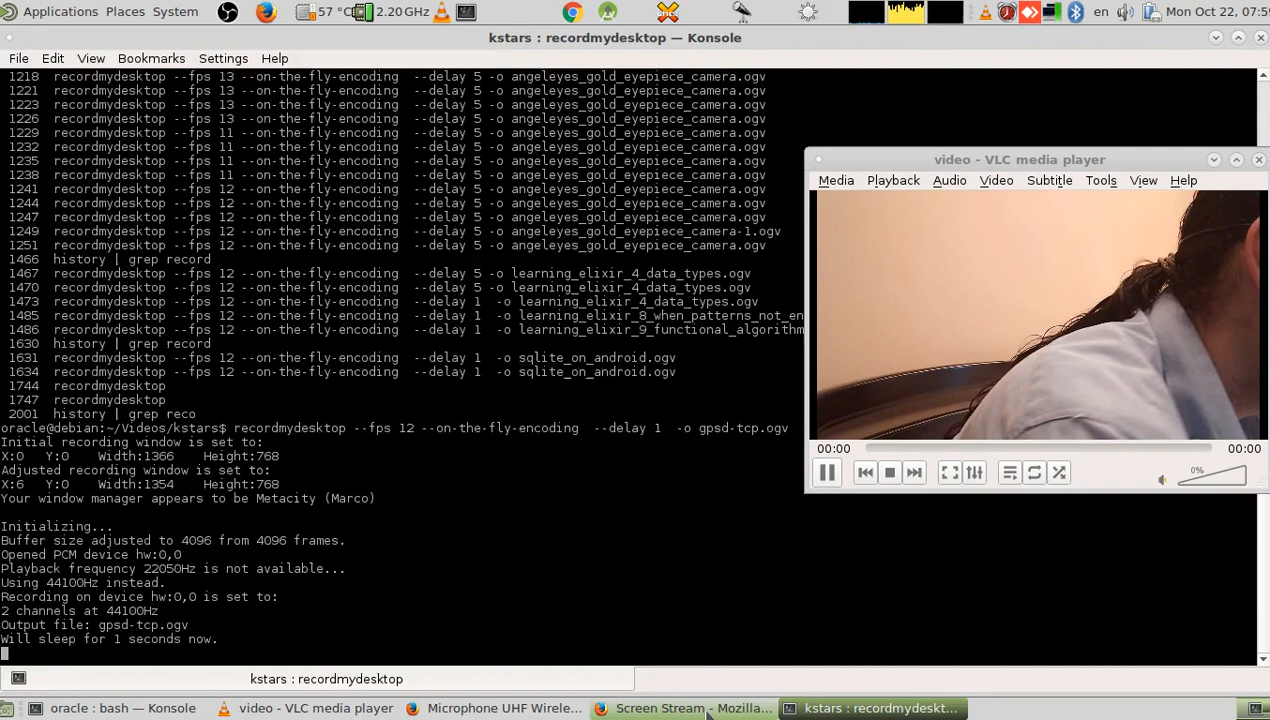 Applications Places System 57 °C 2.20 GHz en Mon Oct 22, 07:59
kstars : recordmydesktop — Konsole
File Edit View Bookmarks Settings Help
1218 recordmydesktop --fps 13 --on-the-fly-encoding --delay 5 -o angeleyes_gold_eyepiece_camera.ogv
1221 recordmydesktop --fps 13 --on-the-fly-encoding --delay 5 -o angeleyes_gold_eyepiece_camera.ogv
1223 recordmydesktop --fps 13 --on-the-fly-encoding --delay 5 -o angeleyes_gold_eyepiece_camera.ogv
1226 recordmydesktop --fps 13 --on-the-fly-encoding --delay 5 -o angeleyes_gold_eyepiece_camera.ogv
1229 recordmydesktop --fps 11 --on-the-fly-encoding --delay 5 -o angeleyes_gold_eyepiece_camera.ogv
1232 recordmydesktop --fps 11 --on-the-fly-encoding --delay 5 -o angeleyes_gold_eyepiece_camera.ogv
1235 recordmydesktop --fps 11 --on-the-fly-encoding --delay 5 -o angeleyes_gold_eyepiece_camera.ogv
1238 recordmydesktop --fps 11 --on-the-fly-encoding --delay 5 -o angeleyes_gold_eyepiece_camera.ogv
1241 recordmydesktop --fps 12 --on-the-fly-encoding --delay 5 -o angeleyes_gold_eyepiece_camera.ogv
1244 recordmydesktop --fps 12 --on-the-fly-encoding --delay 5 -o angeleyes_gold_eyepiece_camera.ogv
1247 recordmydesktop --fps 12 --on-the-fly-encoding --delay 5 -o angeleyes_gold_eyepiece_camera.ogv
1249 recordmydesktop --fps 12 --on-the-fly-encoding --delay 5 -o angeleyes_gold_eyepiece_camera-1.ogv
1251 recordmydesktop --fps 12 --on-the-fly-encoding --delay 5 -o angeleyes_gold_eyepiece_camera.ogv
1466 history | grep record
1467 recordmydesktop --fps 12 --on-the-fly-encoding --delay 5 -o learning_elixir_4_data_types.ogv
1470 recordmydesktop --fps 12 --on-the-fly-encoding --delay 5 -o learning_elixir_4_data_types.ogv
1473 recordmydesktop --fps 12 --on-the-fly-encoding --delay 1 -o learning_elixir_4_data_types.ogv
1485 recordmydesktop --fps 12 --on-the-fly-encoding --delay 1 -o learning_elixir_8_when_patterns_not_en
1486 recordmydesktop --fps 12 --on-the-fly-encoding --delay 1 -o learning_elixir_9_functional_algorithm
1630 history | grep record
1631 recordmydesktop --fps 12 --on-the-fly-encoding --delay 1 -o sqlite_on_android.ogv
1634 recordmydesktop --fps 12 --on-the-fly-encoding --delay 1 -o sqlite_on_android.ogv
1744 recordmydesktop
1747 recordmydesktop
2001 history | grep reco
oracle@debian:~/Videos/kstars$ recordmydesktop --fps 12 --on-the-fly-encoding --delay 1 -o gpsd-tcp.ogv
Initial recording window is set to:
X:0 Y:0 Width:1366 Height:768
Adjusted recording window is set to:
X:6 Y:0 Width:1354 Height:768
Your window manager appears to be Metacity (Marco)
Initializing...
Buffer size adjusted to 4096 from 4096 frames.
Opened PCM device hw:0,0
Playback frequency 22050Hz is not available...
Using 44100Hz instead.
Recording on device hw:0,0 is set to:
2 channels at 44100Hz
Output file: gpsd-tcp.ogv
Will sleep for 1 seconds now.
video - VLC media player
Media Playback Audio Video Subtitle Tools View Help
00:00 00:00
0%
kstars : recordmydesktop
oracle : bash — Konsole video - VLC media player Microphone UHF Wirele... Screen Stream - Mozilla... kstars : recordmydeskt...